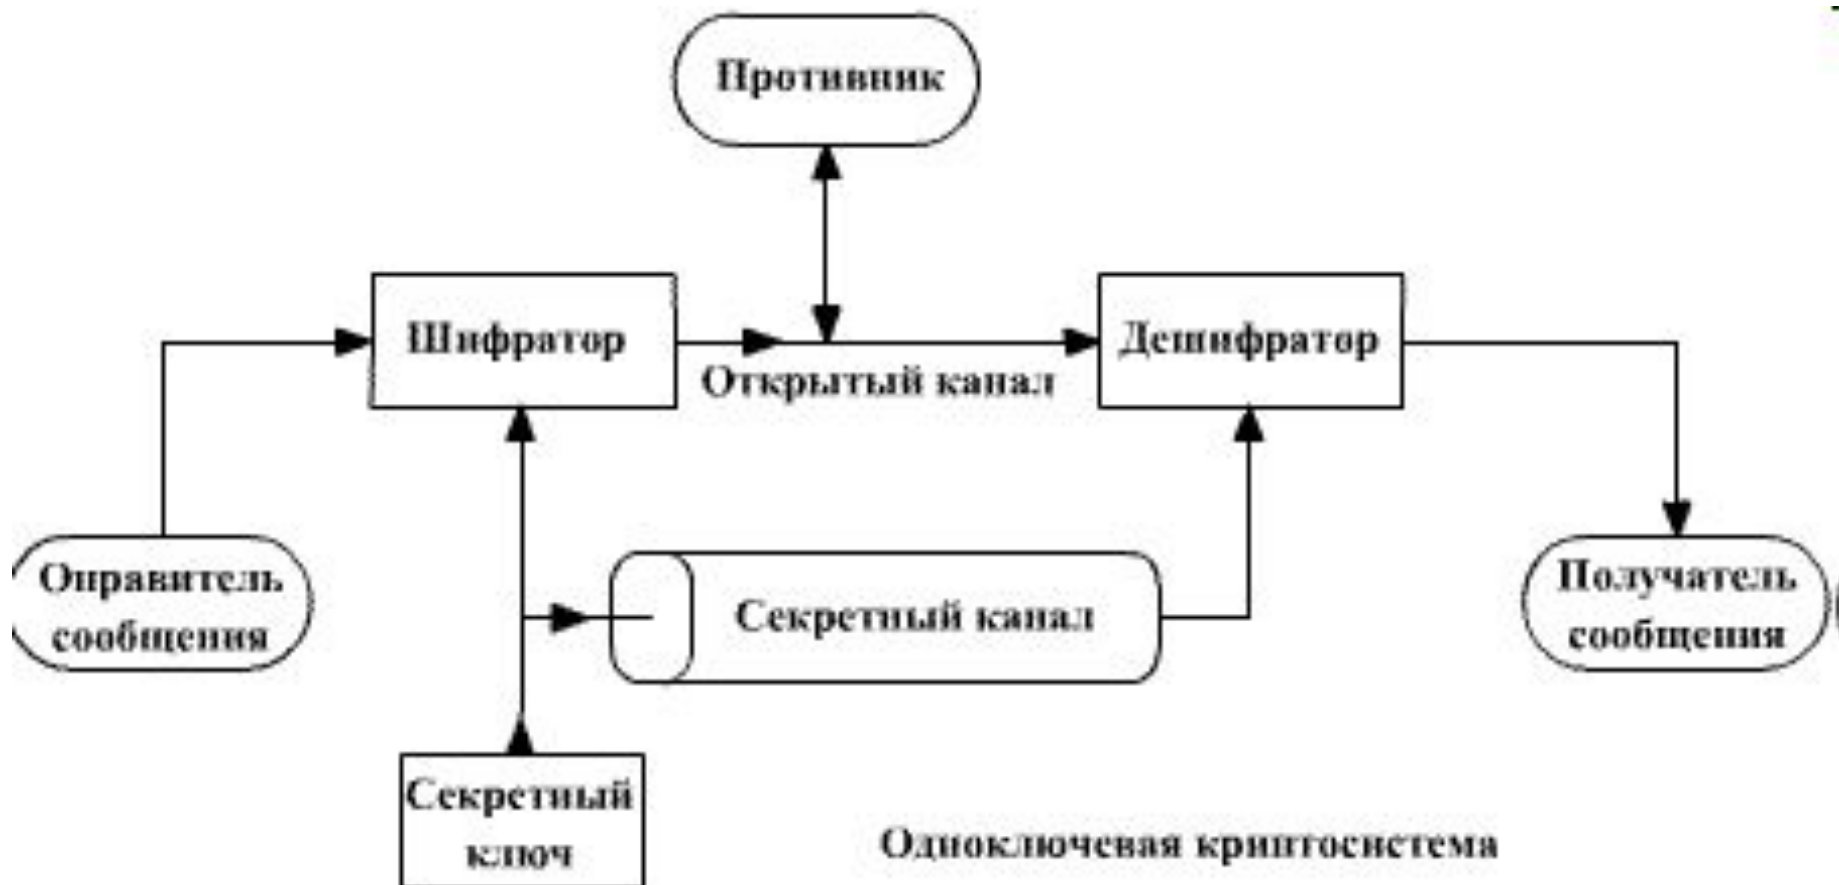 Противник
Шифратор
Дешифратор
Открытый канал
Оправитель
сообщения
Секретный канал
Получатель
сообщения
Секретный
ключ
Одноключевая криптосистема